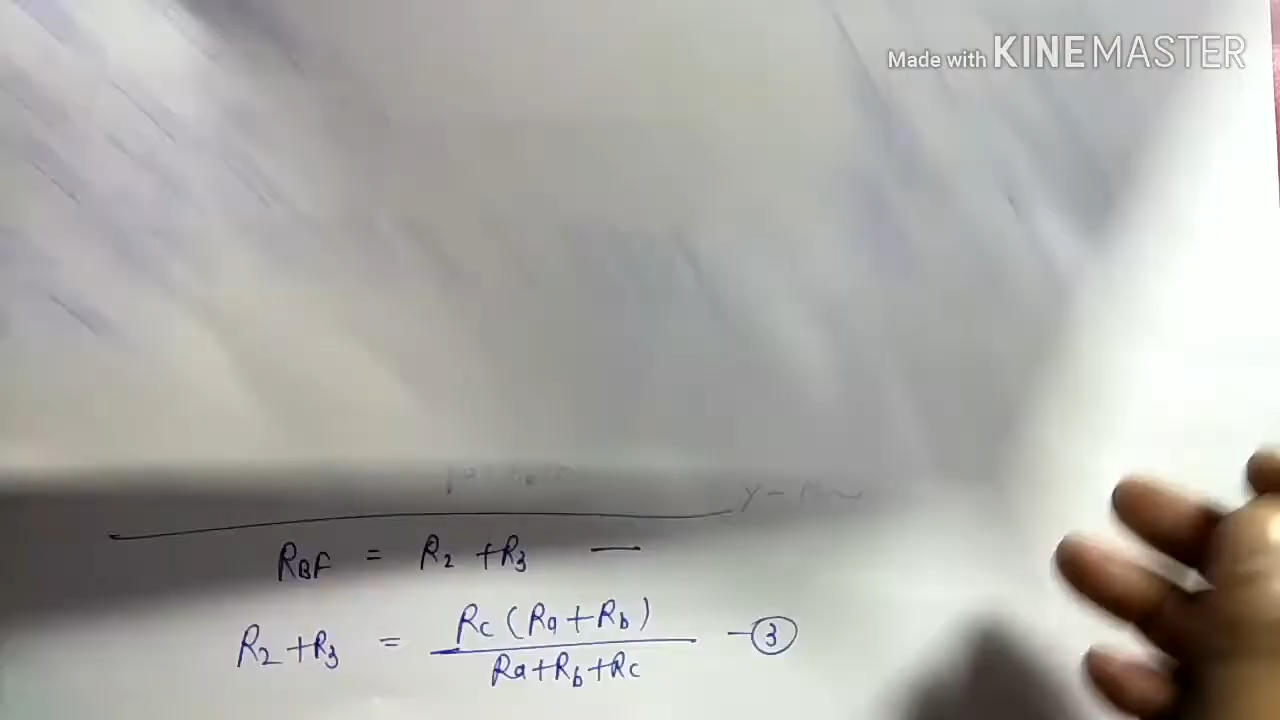 Made with KINEMASTER
RBF = R2 + R3 —
R2 + R3 = Rc (Ra + Rb) / Ra + Rb + Rc — ③